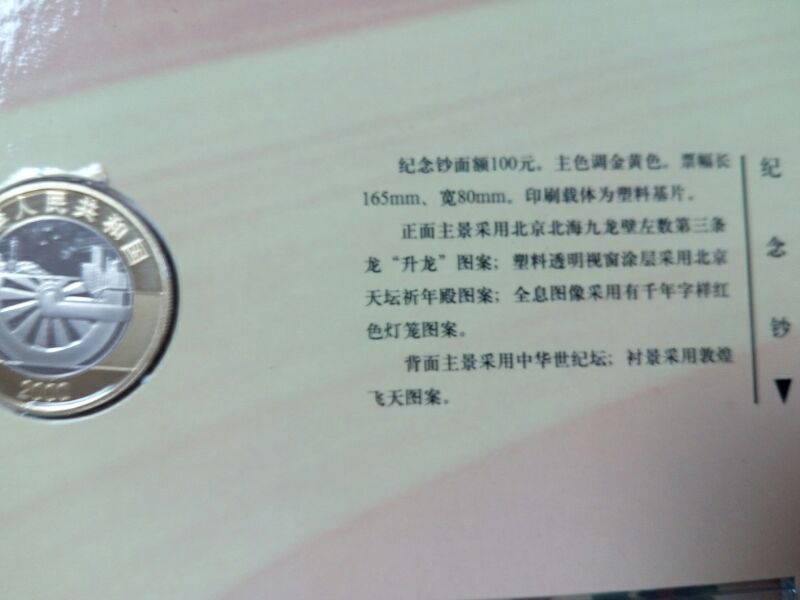 人民共和国
2000
纪念钞面额100元。主色调金黄色。票幅长
165mm、宽80mm。印刷载体为塑料基片。
正面主景采用北京北海九龙壁左数第三条
龙“升龙”图案；塑料透明视窗涂层采用北京
天坛祈年殿图案；全息图像采用有千年字样红
色灯笼图案。
背面主景采用中华世纪坛；衬景采用敦煌
飞天图案。
纪念钞